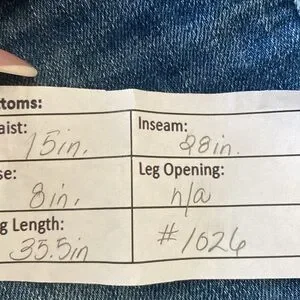 ttoms:
aist: 15in.
Inseam: 28in.
se: 8in.
Leg Opening: n/a
g Length: 35.5in
#1026